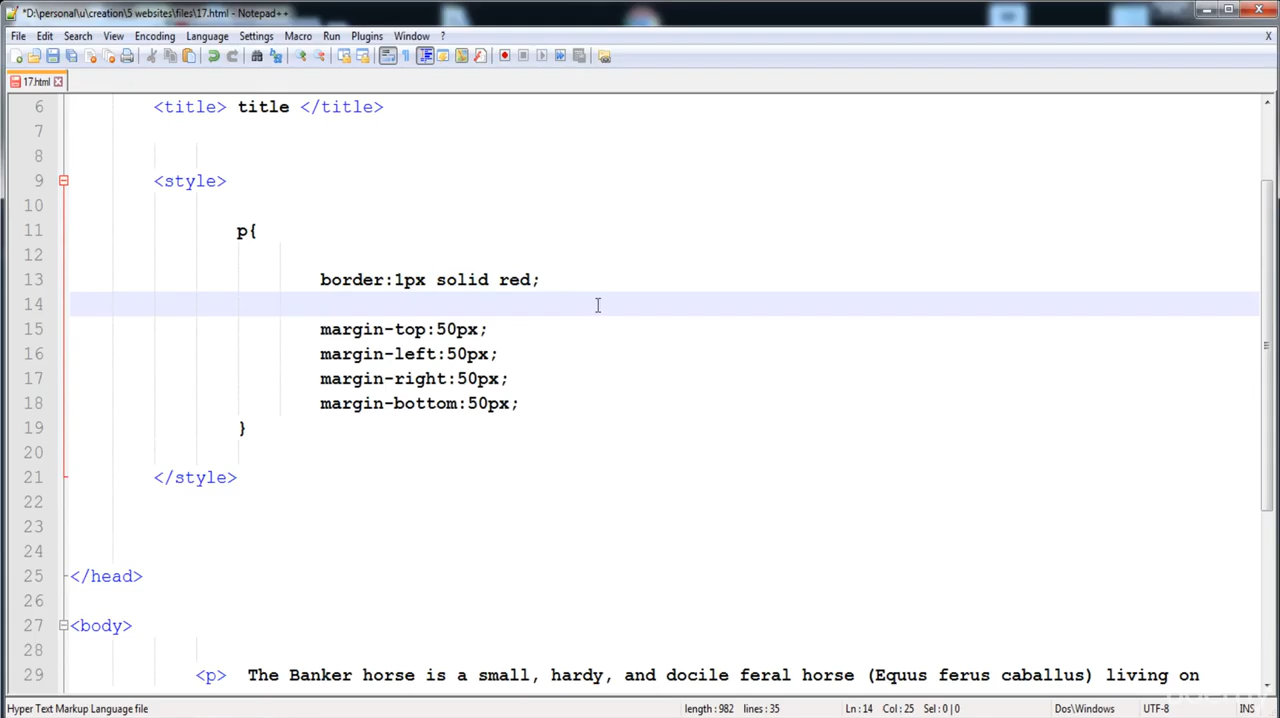 *D:\personal\u\creation\5 websites\files\17.html - Notepad++
File Edit Search View Encoding Language Settings Macro Run Plugins Window ? X
17.html
6 <title> title </title>
7
8
9 <style>
10
11 p{
12
13 border:1px solid red;
14
15 margin-top:50px;
16 margin-left:50px;
17 margin-right:50px;
18 margin-bottom:50px;
19 }
20
21 </style>
22
23
24
25 </head>
26
27 <body>
28
29 <p> The Banker horse is a small, hardy, and docile feral horse (Equus ferus caballus) living on
Hyper Text Markup Language file length : 982 lines : 35 Ln : 14 Col : 25 Sel : 0 | 0 Dos\Windows UTF-8 INS